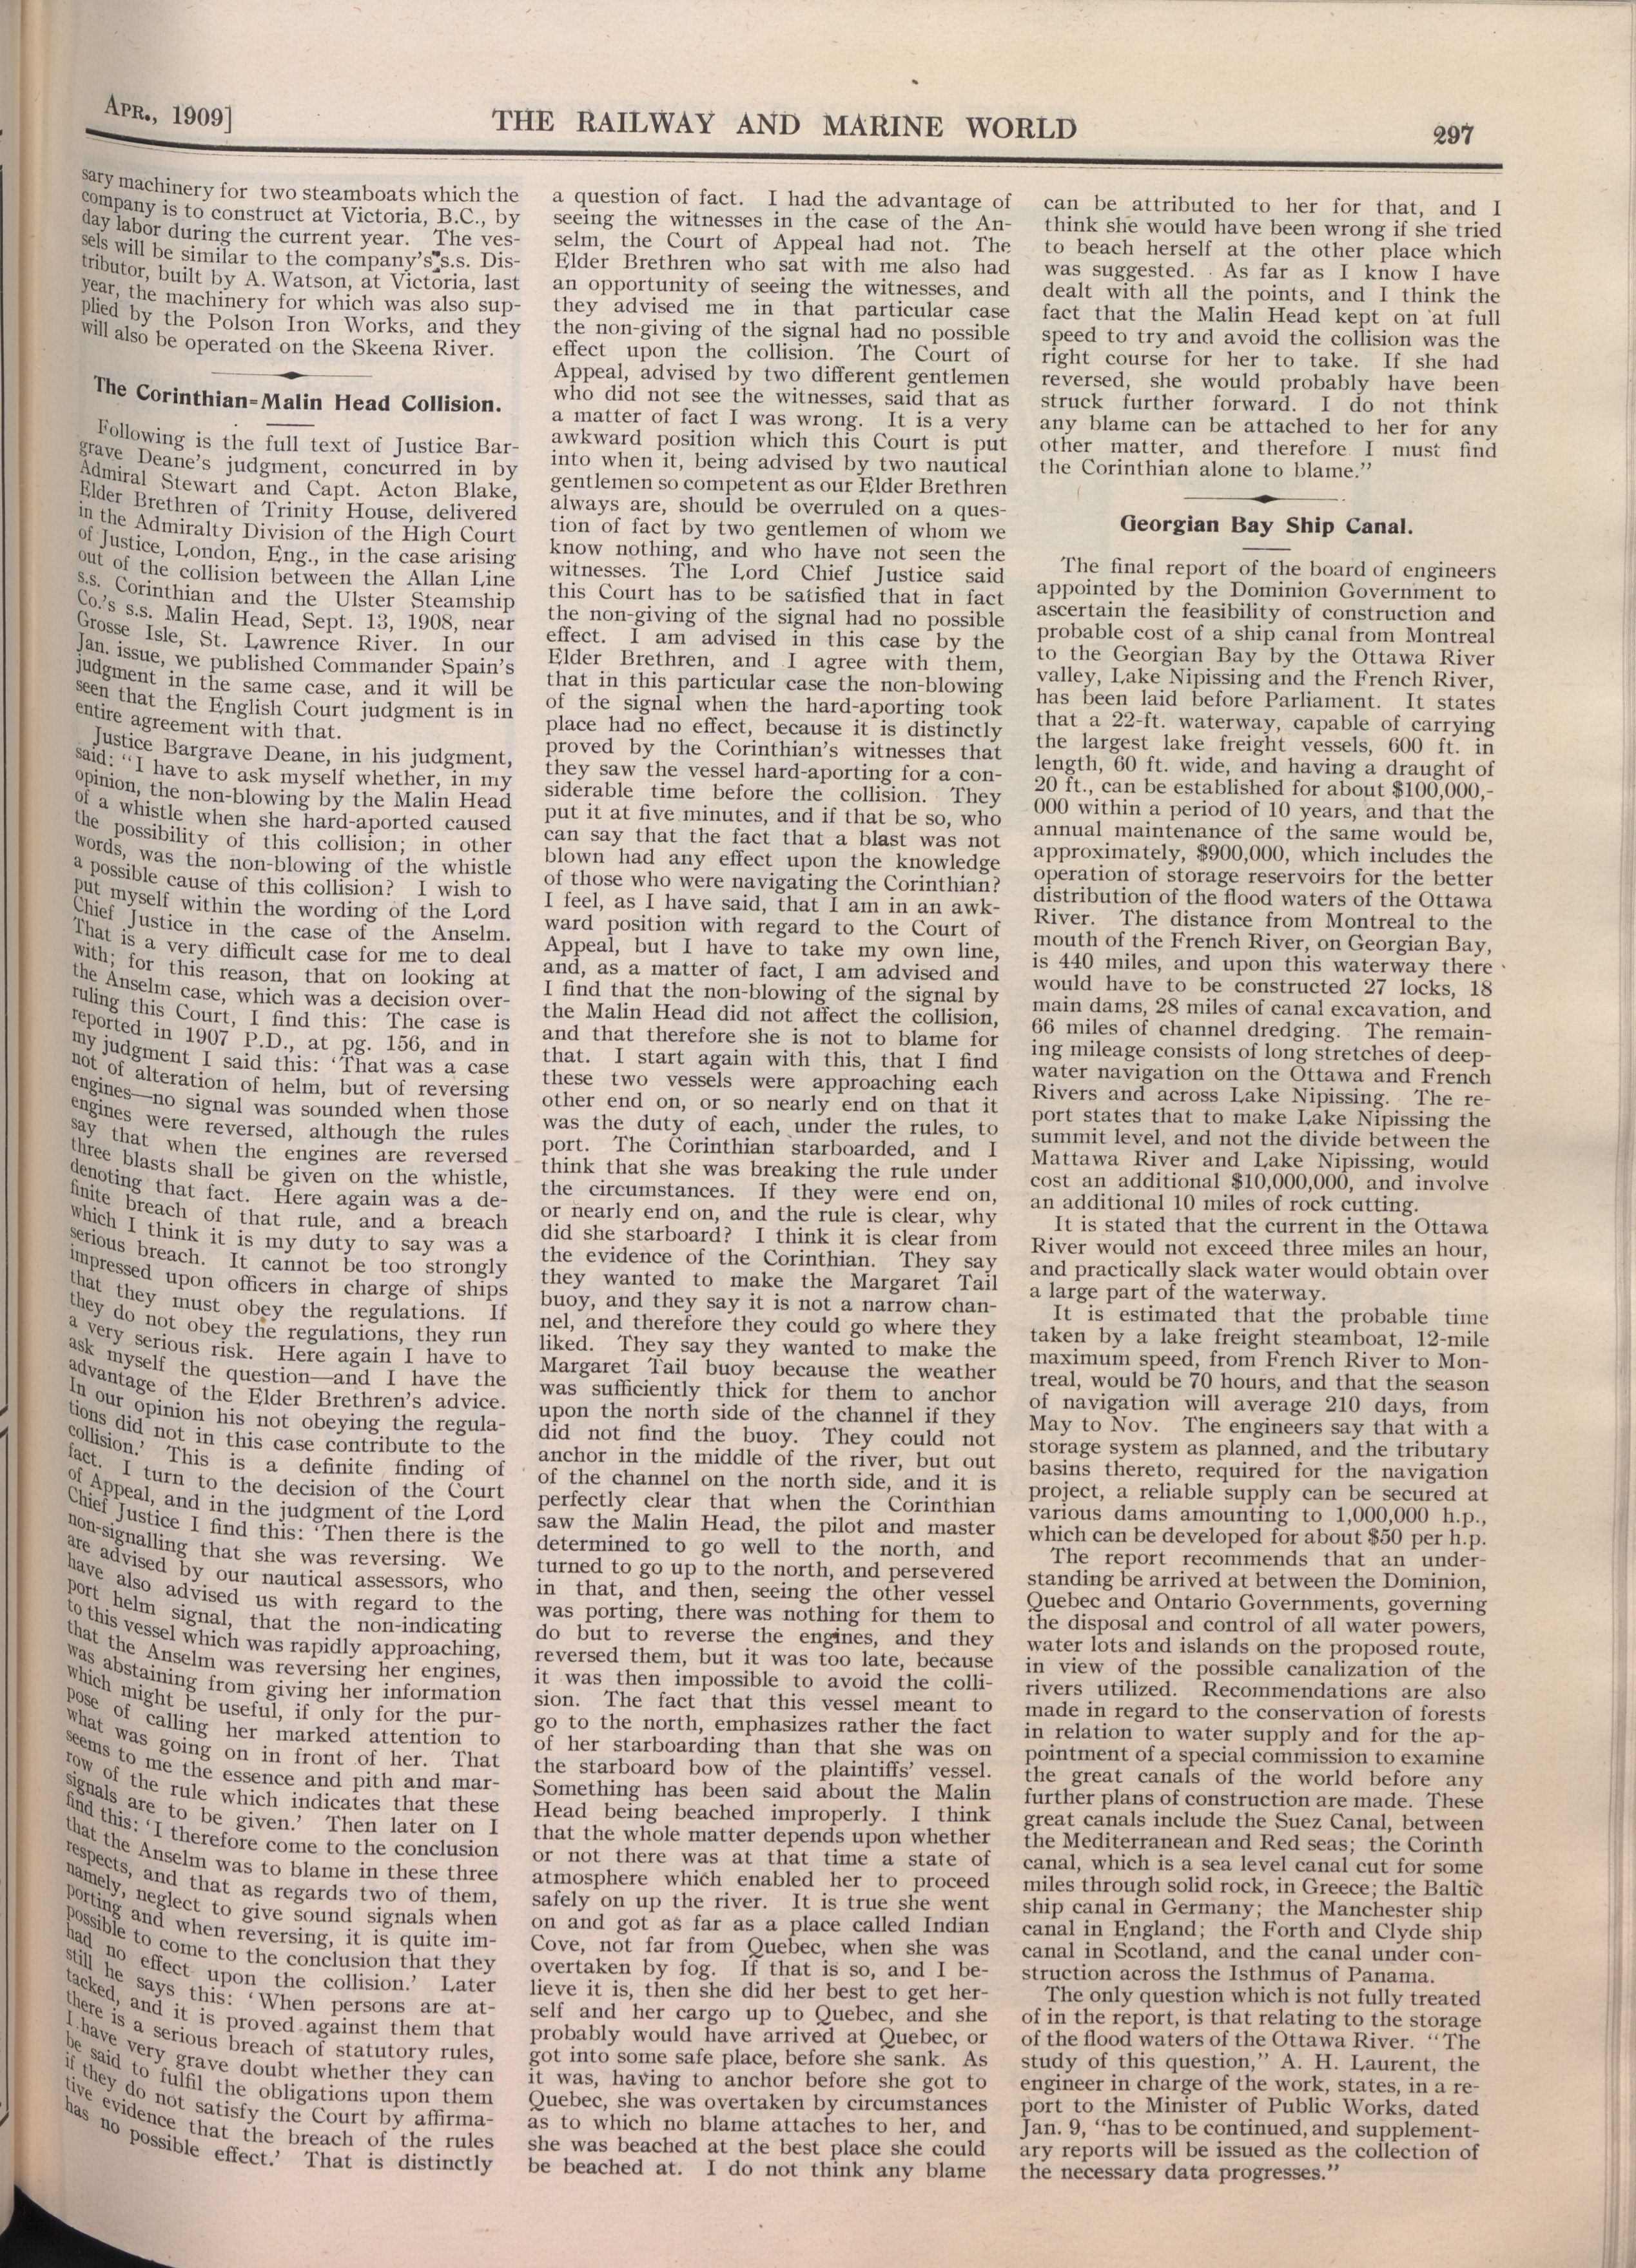 APR., 1909]
THE RAILWAY AND MARINE WORLD
297
sary machinery for two steamboats which the
company is to construct at Victoria, B.C., by
day labor during the current year. The ves-
sels will be similar to the company's s.s. Dis-
tributor, built by A. Watson, at Victoria, last
year, the machinery for which was also sup-
plied by the Polson Iron Works, and they
will also be operated on the Skeena River.
The Corinthian=Malin Head Collision.
Following is the full text of Justice Bar-
grave Deane's judgment, concurred in by
Admiral Stewart and Capt. Acton Blake,
Elder Brethren of Trinity House, delivered
in the Admiralty Division of the High Court
of Justice, London, Eng., in the case arising
out of the collision between the Allan Line
s.s. Corinthian and the Ulster Steamship
Co.'s s.s. Malin Head, Sept. 13, 1908, near
Grosse Isle, St. Lawrence River. In our
Jan. issue, we published Commander Spain's
judgment in the same case, and it will be
seen that the English Court judgment is in
entire agreement with that.
Justice Bargrave Deane, in his judgment,
said: "I have to ask myself whether, in my
opinion, the non-blowing by the Malin Head
of a whistle when she hard-aported caused
the possibility of this collision; in other
words, was the non-blowing of the whistle
a possible cause of this collision? I wish to
put myself within the wording of the Lord
Chief Justice in the case of the Anselm.
That is a very difficult case for me to deal
with; for this reason, that on looking at
the Anselm case, which was a decision over-
ruling this Court, I find this: The case is
reported in 1907 P.D., at pg. 156, and in
my judgment I said this: 'That was a case
not of alteration of helm, but of reversing
engines—no signal was sounded when those
engines were reversed, although the rules
say that when the engines are reversed
three blasts shall be given on the whistle,
denoting that fact. Here again was a de-
finite breach of that rule, and a breach
which I think it is my duty to say was a
serious breach. It cannot be too strongly
impressed upon officers in charge of ships
that they must obey the regulations. If
they do not obey the regulations, they run
a very serious risk. Here again I have to
ask myself the question—and I have the
advantage of the Elder Brethren's advice.
In our opinion his not obeying the regula-
tions did not in this case contribute to the
collision.' This is a definite finding of
fact. I turn to the decision of the Court
of Appeal, and in the judgment of the Lord
Chief Justice I find this: 'Then there is the
non-signalling that she was reversing. We
are advised by our nautical assessors, who
have also advised us with regard to the
port helm signal, that the non-indicating
to this vessel which was rapidly approaching,
that the Anselm was reversing her engines,
was abstaining from giving her information
which might be useful, if only for the pur-
pose of calling her marked attention to
what was going on in front of her. That
seems to me the essence and pith and mar-
row of the rule which indicates that these
signals are to be given.' Then later on I
find this: 'I therefore come to the conclusion
that the Anselm was to blame in these three
respects, and that as regards two of them,
namely, neglect to give sound signals when
porting and when reversing, it is quite im-
possible to come to the conclusion that they
had no effect upon the collision.' Later
still he says this: 'When persons are at-
tacked, and it is proved against them that
there is a serious breach of statutory rules,
I have very grave doubt whether they can
be said to fulfil the obligations upon them
if they do not satisfy the Court by affirma-
tive evidence that the breach of the rules
has no possible effect.' That is distinctly
a question of fact. I had the advantage of
seeing the witnesses in the case of the An-
selm, the Court of Appeal had not. The
Elder Brethren who sat with me also had
an opportunity of seeing the witnesses, and
they advised me in that particular case
the non-giving of the signal had no possible
effect upon the collision. The Court of
Appeal, advised by two different gentlemen
who did not see the witnesses, said that as
a matter of fact I was wrong. It is a very
awkward position which this Court is put
into when it, being advised by two nautical
gentlemen so competent as our Elder Brethren
always are, should be overruled on a ques-
tion of fact by two gentlemen of whom we
know nothing, and who have not seen the
witnesses. The Lord Chief Justice said
this Court has to be satisfied that in fact
the non-giving of the signal had no possible
effect. I am advised in this case by the
Elder Brethren, and I agree with them,
that in this particular case the non-blowing
of the signal when the hard-aporting took
place had no effect, because it is distinctly
proved by the Corinthian's witnesses that
they saw the vessel hard-aporting for a con-
siderable time before the collision. They
put it at five minutes, and if that be so, who
can say that the fact that a blast was not
blown had any effect upon the knowledge
of those who were navigating the Corinthian?
I feel, as I have said, that I am in an awk-
ward position with regard to the Court of
Appeal, but I have to take my own line,
and, as a matter of fact, I am advised and
I find that the non-blowing of the signal by
the Malin Head did not affect the collision,
and that therefore she is not to blame for
that. I start again with this, that I find
these two vessels were approaching each
other end on, or so nearly end on that it
was the duty of each, under the rules, to
port. The Corinthian starboarded, and I
think that she was breaking the rule under
the circumstances. If they were end on,
or nearly end on, and the rule is clear, why
did she starboard? I think it is clear from
the evidence of the Corinthian. They say
they wanted to make the Margaret Tail
buoy, and they say it is not a narrow chan-
nel, and therefore they could go where they
liked. They say they wanted to make the
Margaret Tail buoy because the weather
was sufficiently thick for them to anchor
upon the north side of the channel if they
did not find the buoy. They could not
anchor in the middle of the river, but out
of the channel on the north side, and it is
perfectly clear that when the Corinthian
saw the Malin Head, the pilot and master
determined to go well to the north, and
turned to go up to the north, and persevered
in that, and then, seeing the other vessel
was porting, there was nothing for them to
do but to reverse the engines, and they
reversed them, but it was too late, because
it was then impossible to avoid the colli-
sion. The fact that this vessel meant to
go to the north, emphasizes rather the fact
of her starboarding than that she was on
the starboard bow of the plaintiffs' vessel.
Something has been said about the Malin
Head being beached improperly. I think
that the whole matter depends upon whether
or not there was at that time a state of
atmosphere which enabled her to proceed
safely on up the river. It is true she went
on and got as far as a place called Indian
Cove, not far from Quebec, when she was
overtaken by fog. If that is so, and I be-
lieve it is, then she did her best to get her-
self and her cargo up to Quebec, and she
probably would have arrived at Quebec, or
got into some safe place, before she sank. As
it was, having to anchor before she got to
Quebec, she was overtaken by circumstances
as to which no blame attaches to her, and
she was beached at the best place she could
be beached at. I do not think any blame
can be attributed to her for that, and I
think she would have been wrong if she tried
to beach herself at the other place which
was suggested. As far as I know I have
dealt with all the points, and I think the
fact that the Malin Head kept on at full
speed to try and avoid the collision was the
right course for her to take. If she had
reversed, she would probably have been
struck further forward. I do not think
any blame can be attached to her for any
other matter, and therefore I must find
the Corinthian alone to blame."
Georgian Bay Ship Canal.
The final report of the board of engineers
appointed by the Dominion Government to
ascertain the feasibility of construction and
probable cost of a ship canal from Montreal
to the Georgian Bay by the Ottawa River
valley, Lake Nipissing and the French River,
has been laid before Parliament. It states
that a 22-ft. waterway, capable of carrying
the largest lake freight vessels, 600 ft. in
length, 60 ft. wide, and having a draught of
20 ft., can be established for about $100,000,-
000 within a period of 10 years, and that the
annual maintenance of the same would be,
approximately, $900,000, which includes the
operation of storage reservoirs for the better
distribution of the flood waters of the Ottawa
River. The distance from Montreal to the
mouth of the French River, on Georgian Bay,
is 440 miles, and upon this waterway there
would have to be constructed 27 locks, 18
main dams, 28 miles of canal excavation, and
66 miles of channel dredging. The remain-
ing mileage consists of long stretches of deep-
water navigation on the Ottawa and French
Rivers and across Lake Nipissing. The re-
port states that to make Lake Nipissing the
summit level, and not the divide between the
Mattawa River and Lake Nipissing, would
cost an additional $10,000,000, and involve
an additional 10 miles of rock cutting.
It is stated that the current in the Ottawa
River would not exceed three miles an hour,
and practically slack water would obtain over
a large part of the waterway.
It is estimated that the probable time
taken by a lake freight steamboat, 12-mile
maximum speed, from French River to Mon-
treal, would be 70 hours, and that the season
of navigation will average 210 days, from
May to Nov. The engineers say that with a
storage system as planned, and the tributary
basins thereto, required for the navigation
project, a reliable supply can be secured at
various dams amounting to 1,000,000 h.p.,
which can be developed for about $50 per h.p.
The report recommends that an under-
standing be arrived at between the Dominion,
Quebec and Ontario Governments, governing
the disposal and control of all water powers,
water lots and islands on the proposed route,
in view of the possible canalization of the
rivers utilized. Recommendations are also
made in regard to the conservation of forests
in relation to water supply and for the ap-
pointment of a special commission to examine
the great canals of the world before any
further plans of construction are made. These
great canals include the Suez Canal, between
the Mediterranean and Red seas; the Corinth
canal, which is a sea level canal cut for some
miles through solid rock, in Greece; the Baltic
ship canal in Germany; the Manchester ship
canal in England; the Forth and Clyde ship
canal in Scotland, and the canal under con-
struction across the Isthmus of Panama.
The only question which is not fully treated
of in the report, is that relating to the storage
of the flood waters of the Ottawa River. "The
study of this question," A. H. Laurent, the
engineer in charge of the work, states, in a re-
port to the Minister of Public Works, dated
Jan. 9, "has to be continued, and supplement-
ary reports will be issued as the collection of
the necessary data progresses."